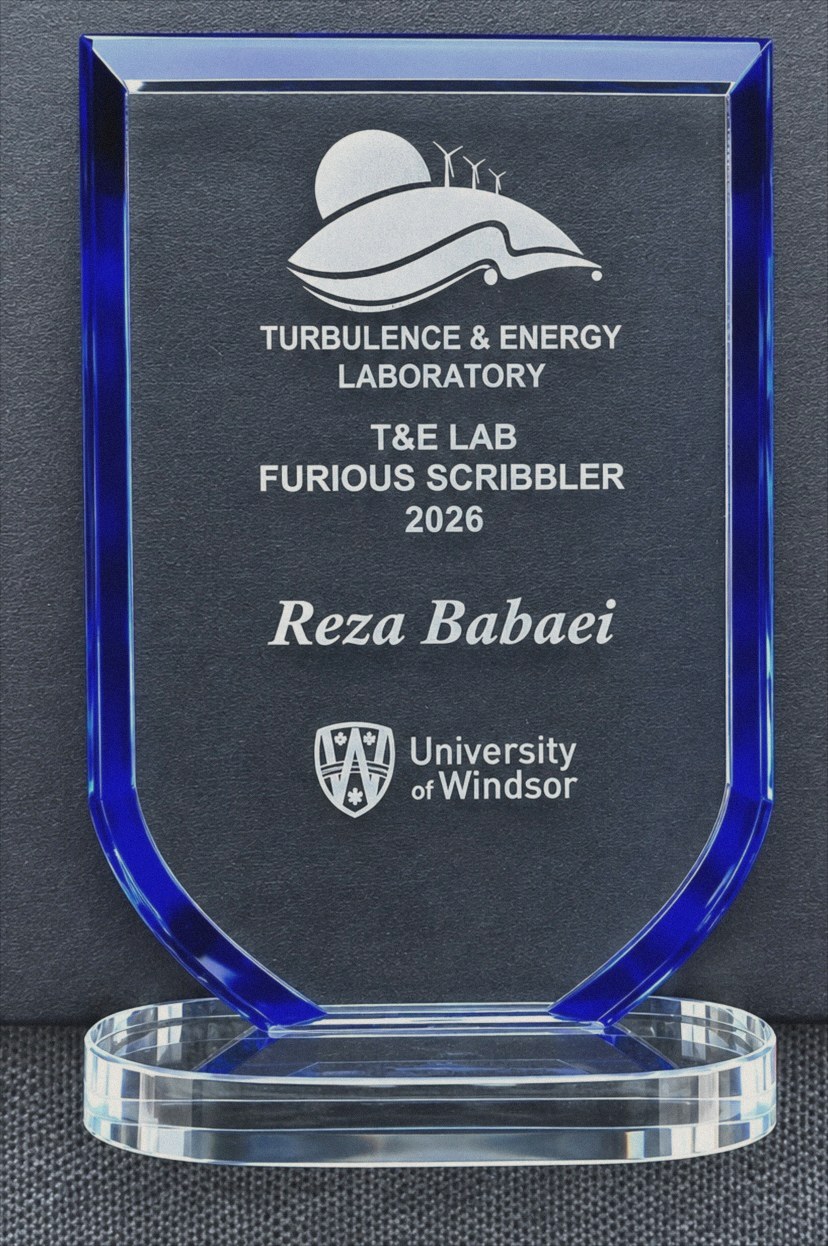 TURBULENCE & ENERGY
LABORATORY
T&E LAB
FURIOUS SCRIBBLER
2026
Reza Babaei
University
of Windsor